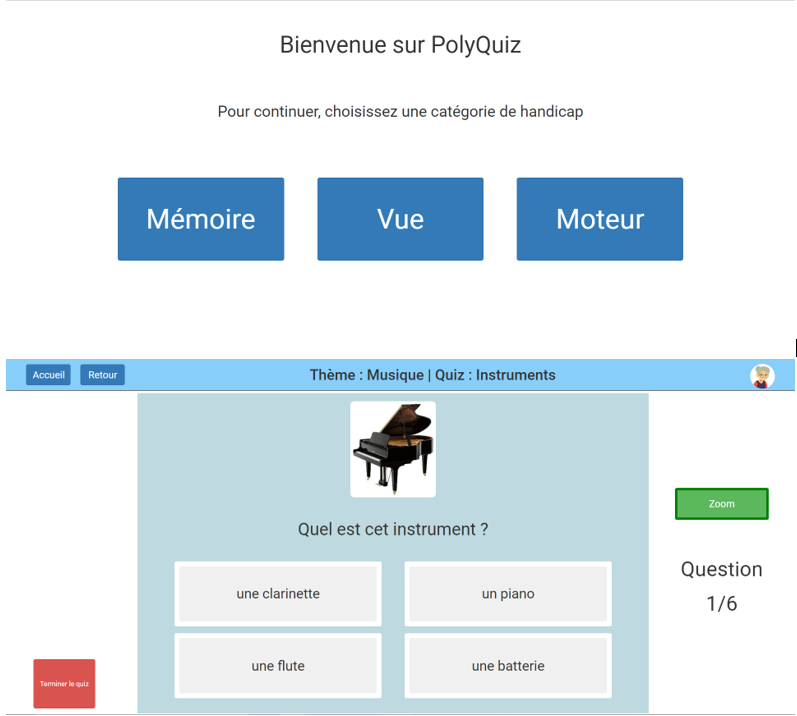 Bienvenue sur PolyQuiz
Pour continuer, choisissez une catégorie de handicap
Mémoire
Vue
Moteur
Accueil
Retour
Thème : Musique | Quiz : Instruments
Quel est cet instrument ?
une clarinette
un piano
une flute
une batterie
Zoom
Question
1/6
Terminer le quiz